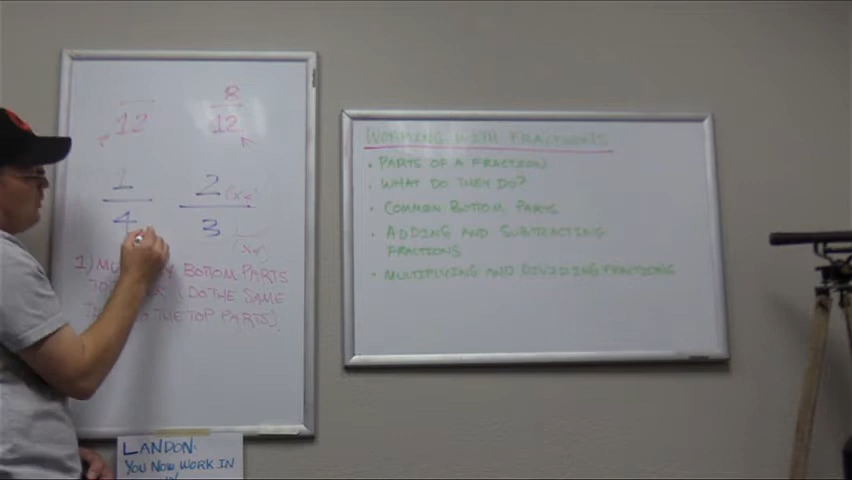 8
12 12
1 2 (x4)
4 3 (x4)
1) BOTTOM PARTS
(DO THE SAME
THE TOP PARTS)
LANDON:
YOU NOW WORK IN
WORKING WITH FRACTIONS
• PARTS OF A FRACTION
• WHAT DO THEY DO?
• COMMON BOTTOM PARTS
• ADDING AND SUBTRACTING
FRACTIONS
• MULTIPLYING AND DIVIDING FRACTIONS